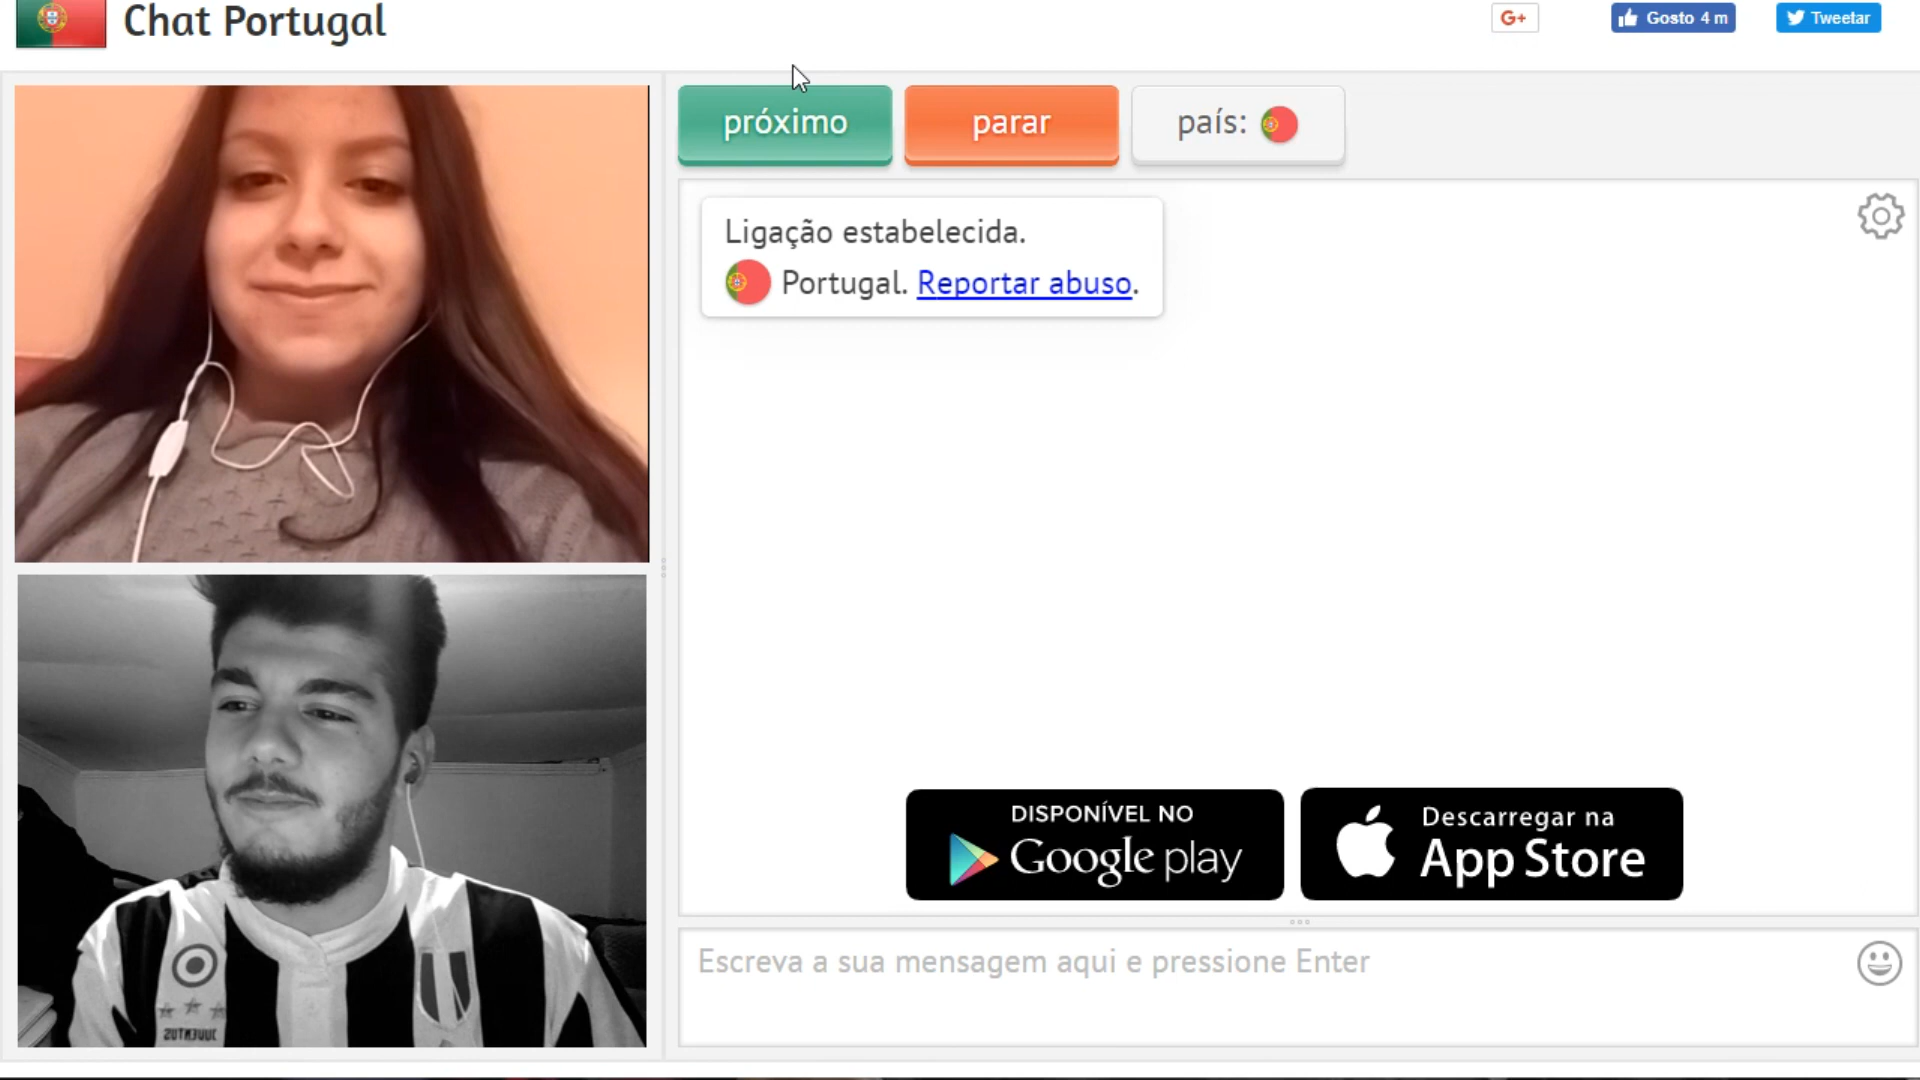 Chat Portugal
G+
Gosto 4 m
Tweetar
próximo
parar
país:
Ligação estabelecida.
Portugal. Reportar abuso.
DISPONÍVEL NO
Google play
Descarregar na
App Store
Escreva a sua mensagem aqui e pressione Enter
JUVENTUS